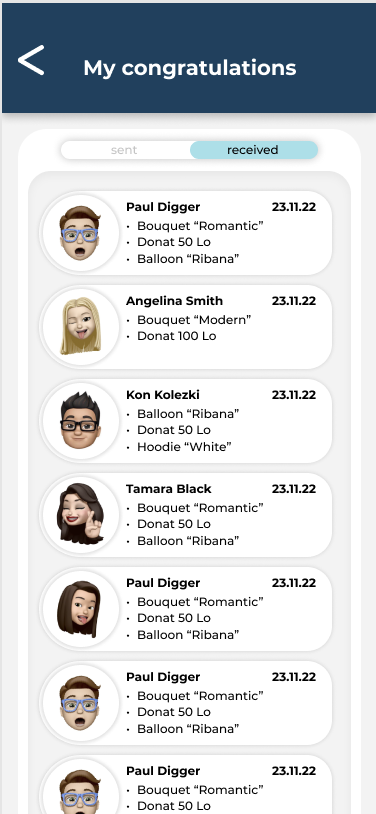 My congratulations
sent received
Paul Digger 23.11.22
• Bouquet “Romantic”
• Donat 50 Lo
• Balloon “Ribana”
Angelina Smith 23.11.22
• Bouquet “Modern”
• Donat 100 Lo
Kon Kolezki 23.11.22
• Balloon “Ribana”
• Donat 50 Lo
• Hoodie “White”
Tamara Black 23.11.22
• Bouquet “Romantic”
• Donat 50 Lo
• Balloon “Ribana”
Paul Digger 23.11.22
• Bouquet “Romantic”
• Donat 50 Lo
• Balloon “Ribana”
Paul Digger 23.11.22
• Bouquet “Romantic”
• Donat 50 Lo
• Balloon “Ribana”
Paul Digger 23.11.22
• Bouquet “Romantic”
• Donat 50 Lo